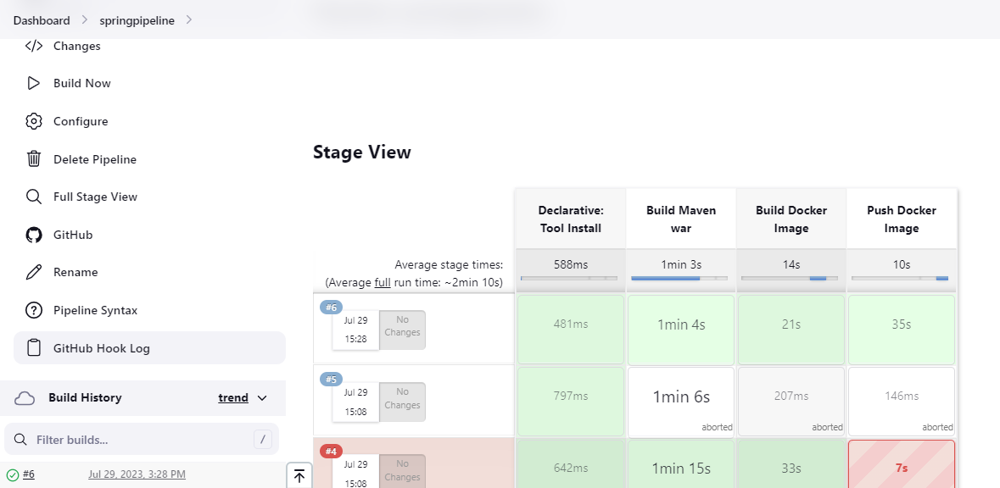 Dashboard > springpipeline >
Changes
Build Now
Configure
Delete Pipeline
Full Stage View
GitHub
Rename
Pipeline Syntax
GitHub Hook Log
Build History trend
Filter builds... /
#6 Jul 29, 2023, 3:28 PM
Stage View
Declarative: Build Maven Build Docker Push Docker
Tool Install war Image Image
Average stage times: 588ms 1min 3s 14s 10s
(Average full run time: ~2min 10s)
#6
Jul 29 No
15:28 Changes
481ms 1min 4s 21s 35s
#5
Jul 29 No
15:08 Changes
797ms 1min 6s 207ms 146ms
aborted aborted aborted
#4
Jul 29 No
15:08 Changes
642ms 1min 15s 33s 7s